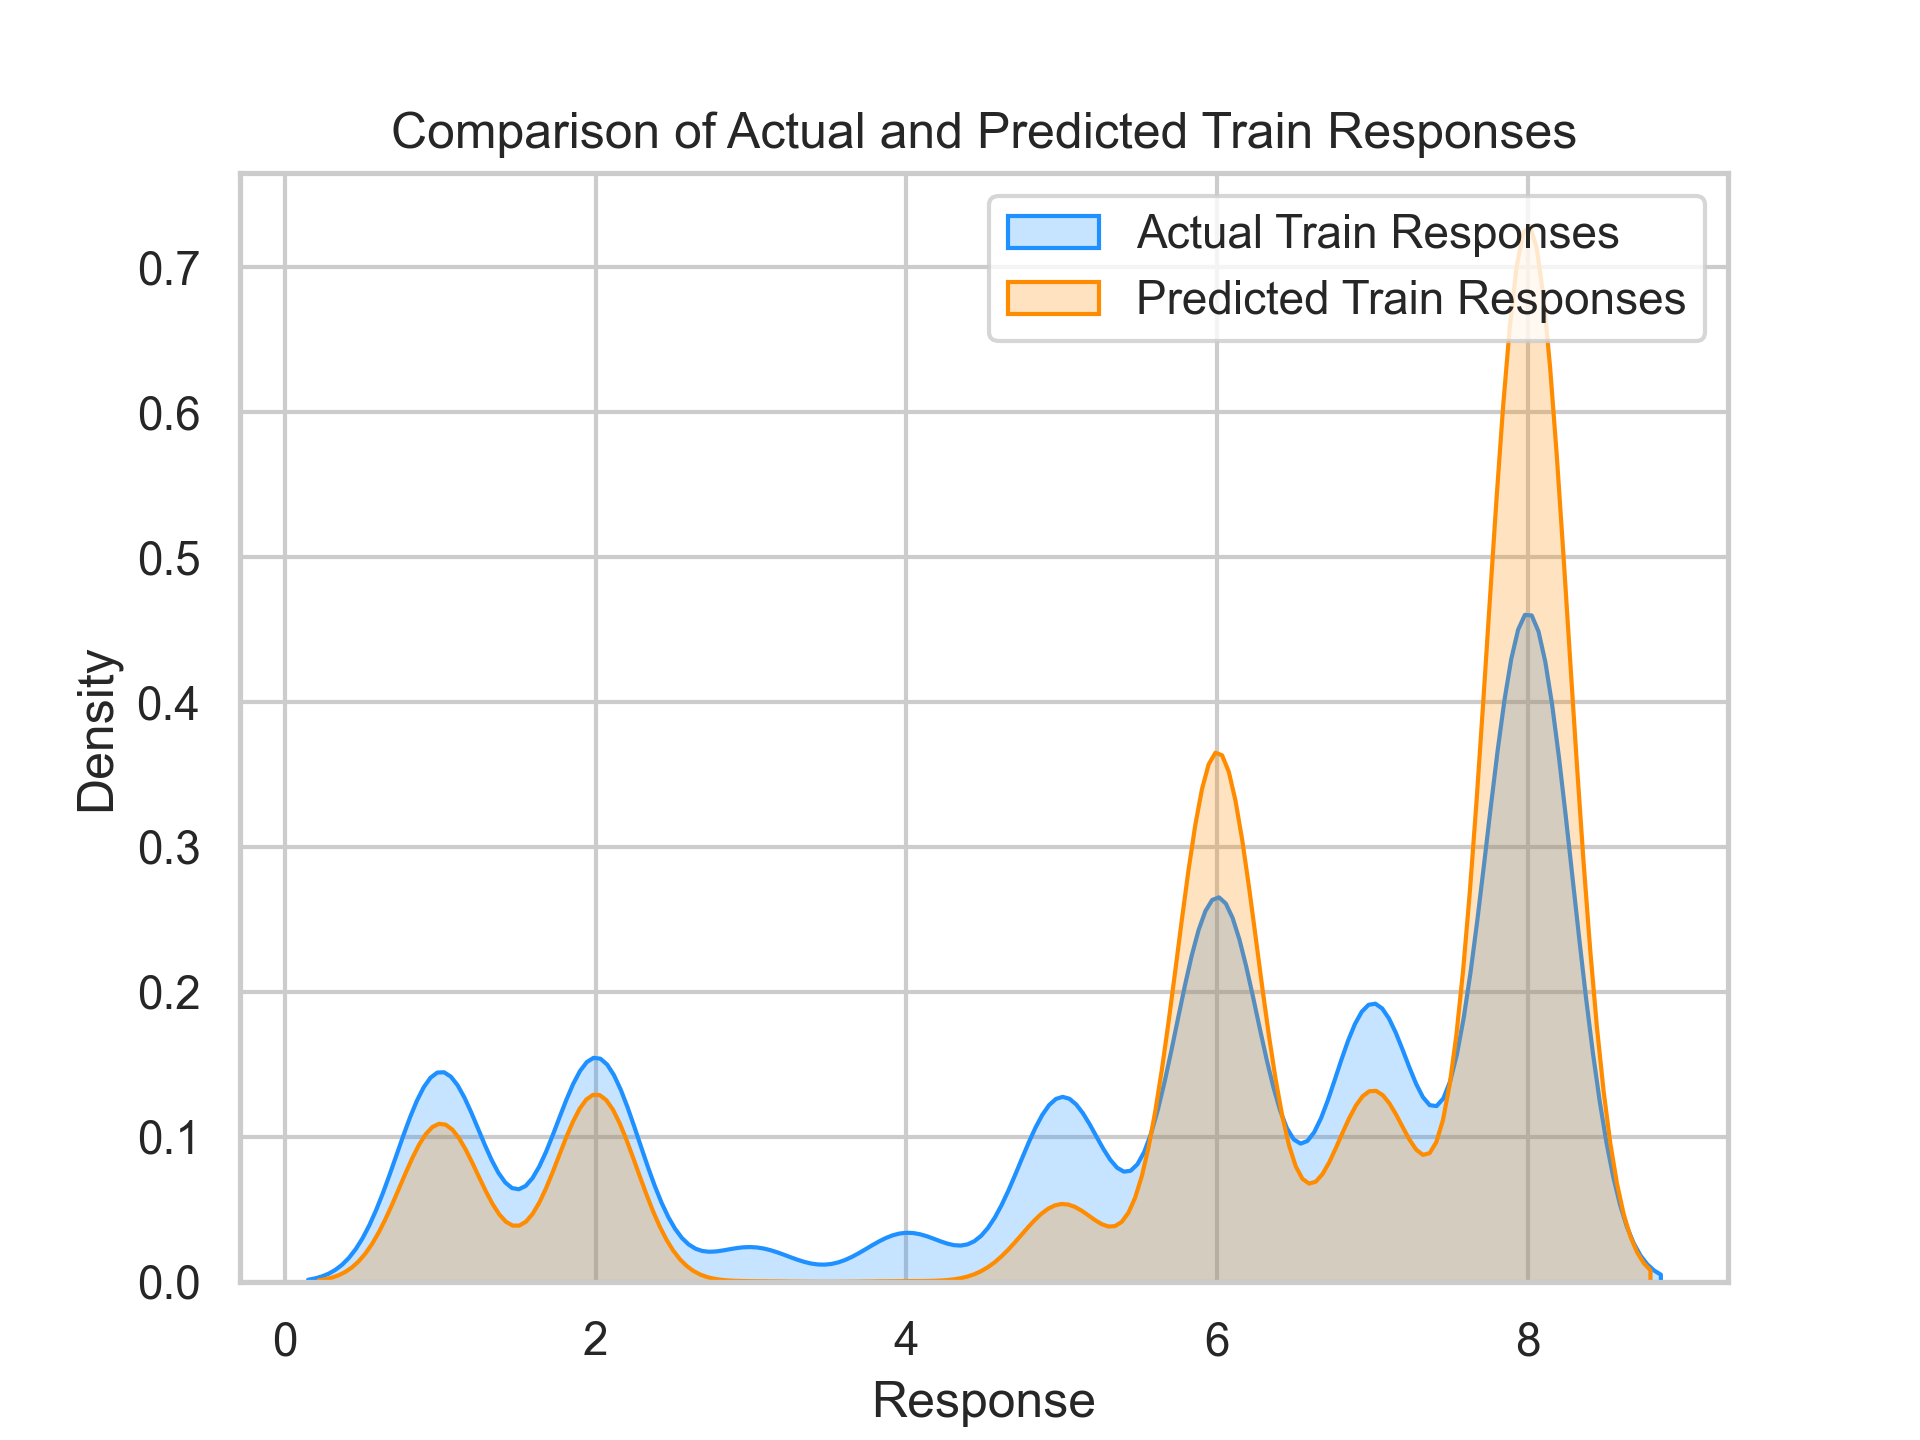 Comparison of Actual and Predicted Train Responses
Actual Train Responses
Predicted Train Responses
Density
0.7
0.6
0.5
0.4
0.3
0.2
0.1
0.0
0 2 4 6 8
Response